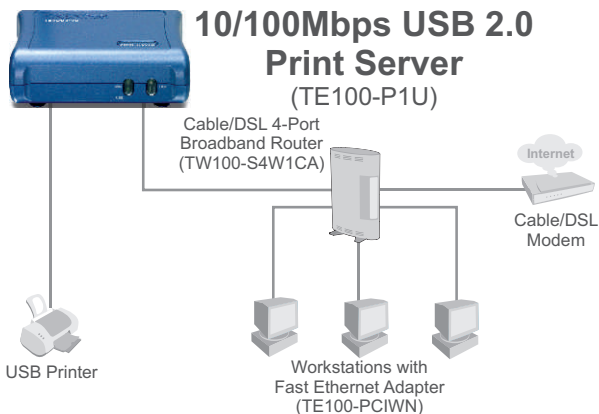 10/100Mbps USB 2.0
Print Server
(TE100-P1U)
Cable/DSL 4-Port
Broadband Router
(TW100-S4W1CA)
Internet
Cable/DSL
Modem
USB Printer
Workstations with
Fast Ethernet Adapter
(TE100-PCIWN)